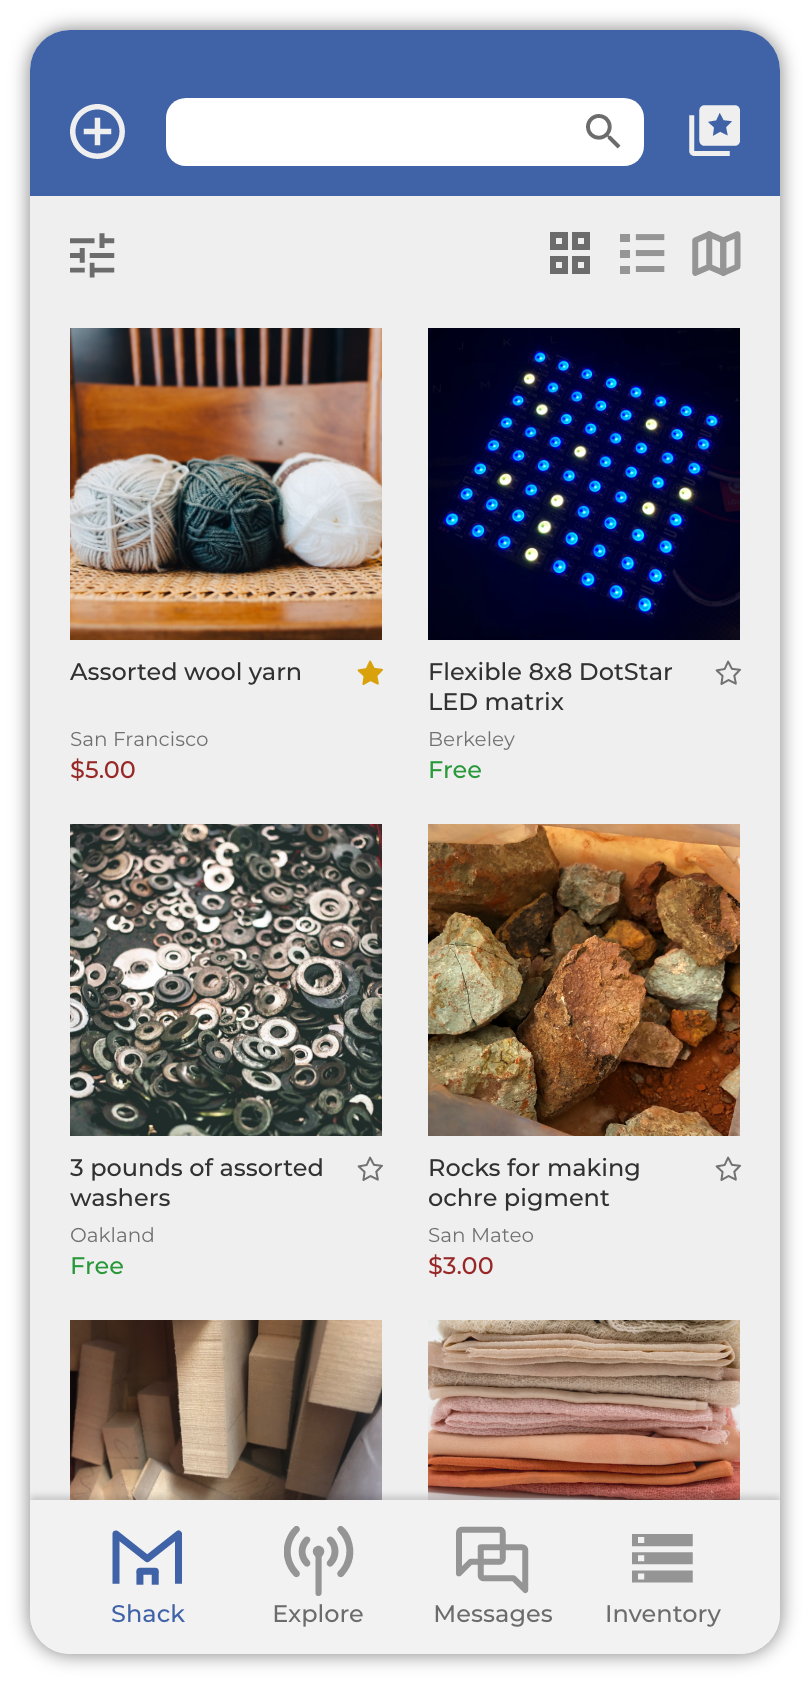 Assorted wool yarn
San Francisco
$5.00
Flexible 8x8 DotStar
LED matrix
Berkeley
Free
3 pounds of assorted
washers
Oakland
Free
Rocks for making
ochre pigment
San Mateo
$3.00
Shack
Explore
Messages
Inventory